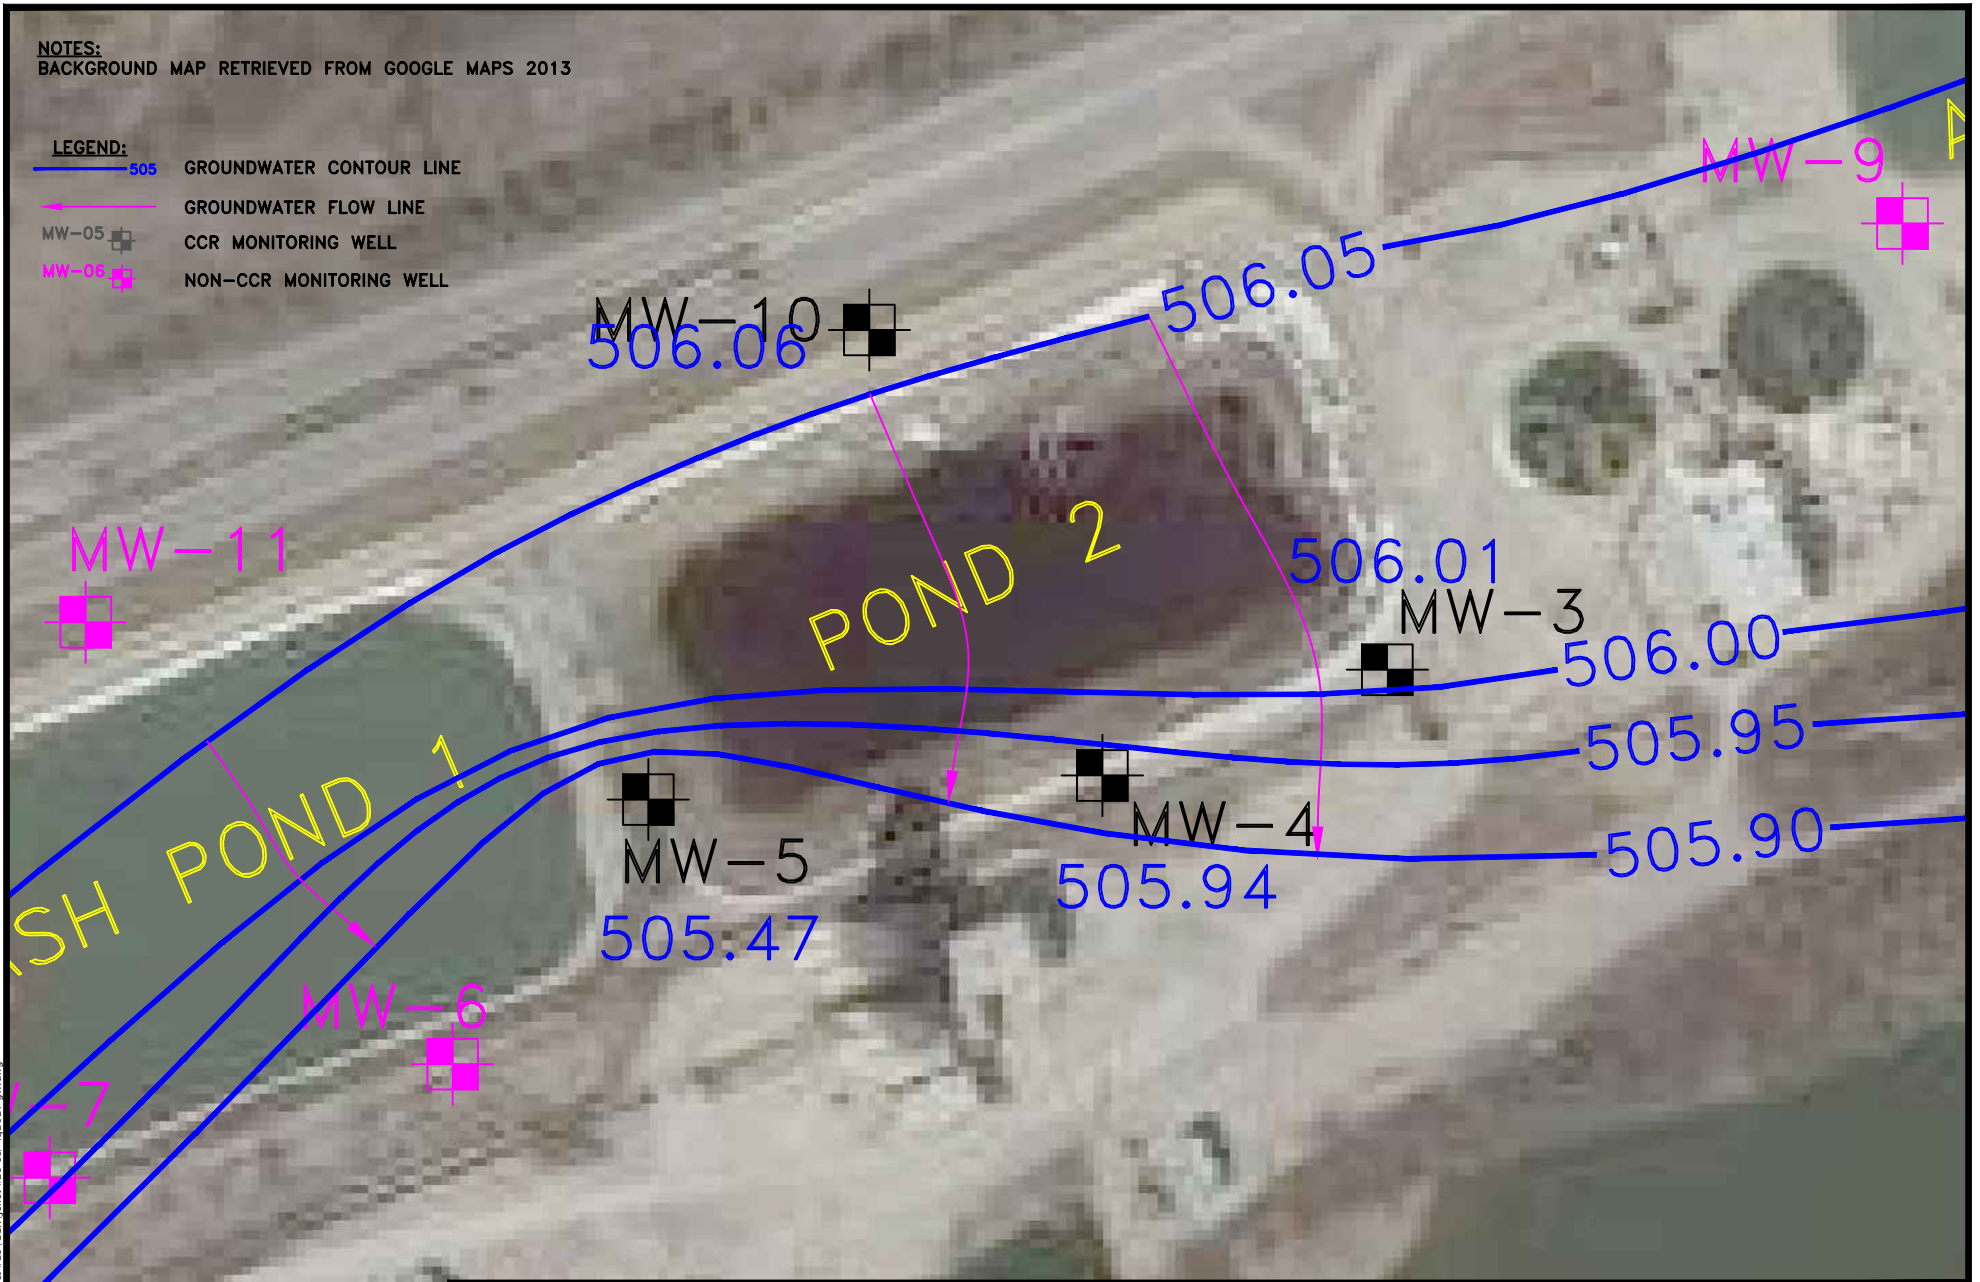 NOTES:
BACKGROUND MAP RETRIEVED FROM GOOGLE MAPS 2013
LEGEND:
505 GROUNDWATER CONTOUR LINE
GROUNDWATER FLOW LINE
MW-05 CCR MONITORING WELL
MW-06 NON-CCR MONITORING WELL
MW-9
506.05
MW-10
506.06
MW-11
POND 2
506.01
MW-3
506.00
505.95
505.90
MW-4
505.94
MW-5
505.47
POND 1
MW-6